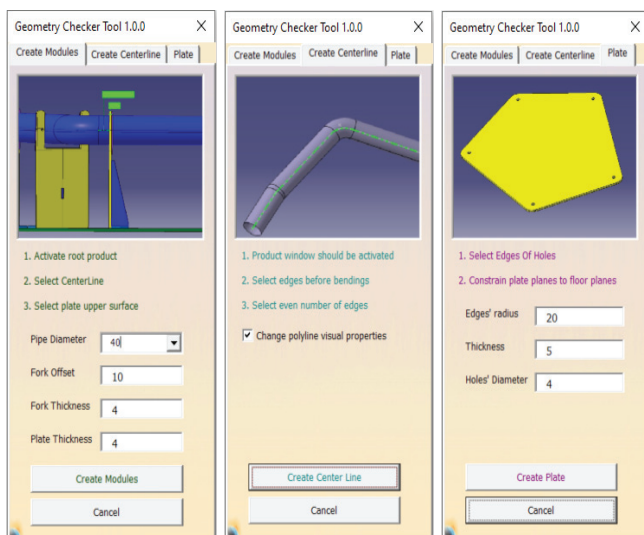 Geometry Checker Tool 1.0.0 X
Create Modules Create Centerline Plate
1. Activate root product
2. Select CenterLine
3. Select plate upper surface
Pipe Diameter 40
Fork Offset 10
Fork Thickness 4
Plate Thickness 4
Create Modules
Cancel
Geometry Checker Tool 1.0.0 X
Create Modules Create Centerline Plate
1. Product window should be activated
2. Select edges before bendings
3. Select even number of edges
Change polyline visual properties
Create Center Line
Cancel
Geometry Checker Tool 1.0.0 X
Create Modules Create Centerline Plate
1. Select Edges Of Holes
2. Constrain plate planes to floor planes
Edges' radius 20
Thickness 5
Holes' Diameter 4
Create Plate
Cancel